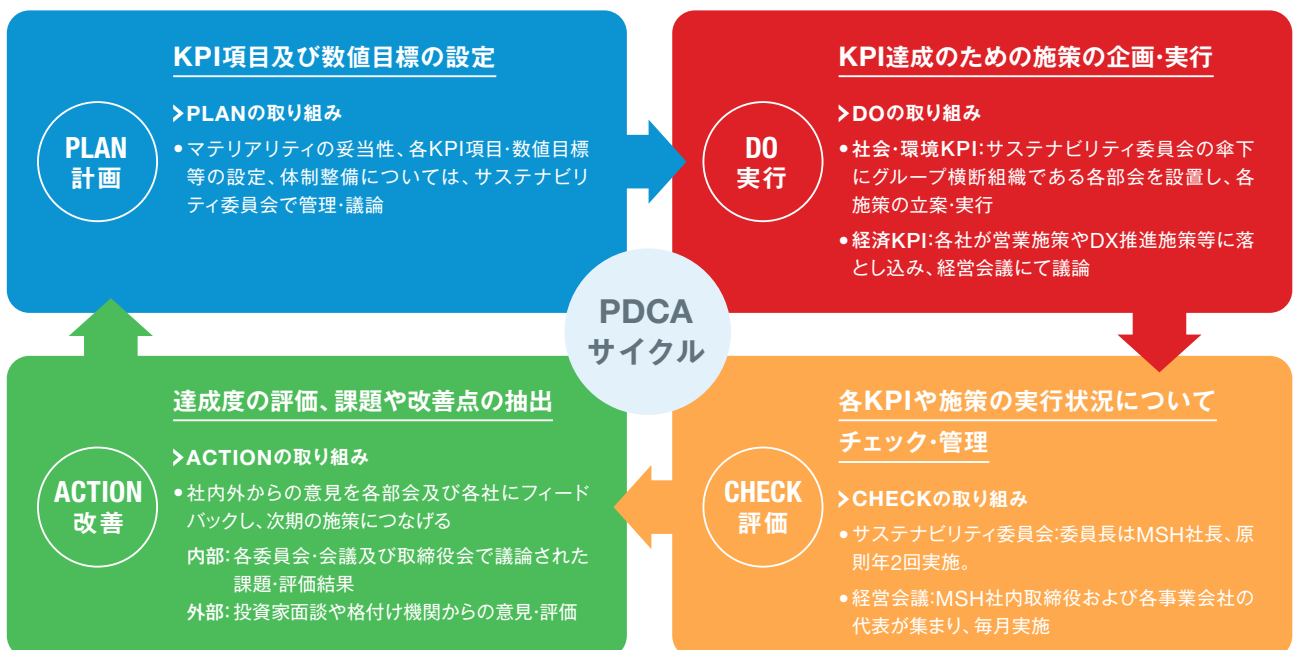 KPI項目及び数値目標の設定
PLAN
計画
>PLANの取り組み
•マテリアリティの妥当性、各KPI項目・数値目標
等の設定、体制整備については、サステナビリ
ティ委員会で管理・議論
KPI達成のための施策の企画・実行
DO
実行
>DOの取り組み
•社会・環境KPI:サステナビリティ委員会の傘下
にグループ横断組織である各部会を設置し、各
施策の立案・実行
•経済KPI:各社が営業施策やDX推進施策等に落
とし込み、経営会議にて議論
PDCA
サイクル
達成度の評価、課題や改善点の抽出
ACTION
改善
>ACTIONの取り組み
•社内外からの意見を各部会及び各社にフィード
バックし、次期の施策につなげる
内部:各委員会・会議及び取締役会で議論された
課題・評価結果
外部:投資家面談や格付け機関からの意見・評価
各KPIや施策の実行状況について
チェック・管理
CHECK
評価
>CHECKの取り組み
•サステナビリティ委員会:委員長はMSH社長、原
則年2回実施。
•経営会議:MSH社内取締役および各事業会社の
代表が集まり、毎月実施